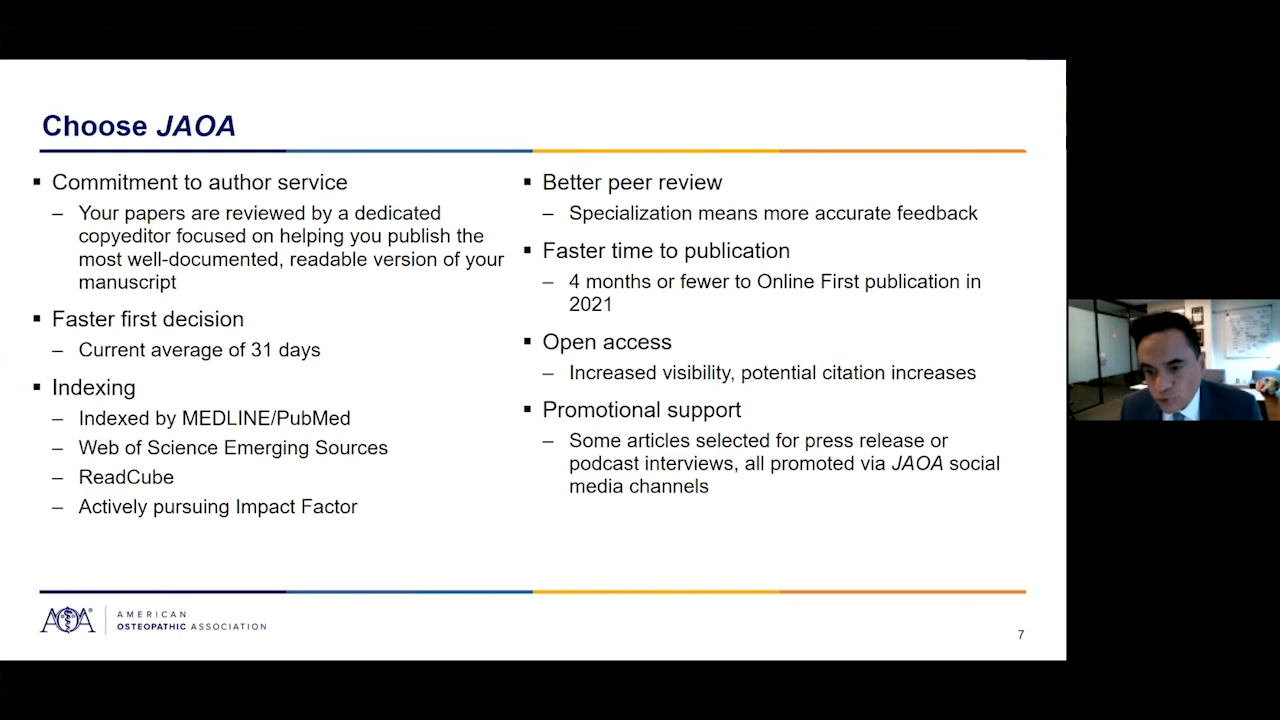 Choose JAOA
▪ Commitment to author service
– Your papers are reviewed by a dedicated
copyeditor focused on helping you publish the
most well-documented, readable version of your
manuscript
▪ Faster first decision
– Current average of 31 days
▪ Indexing
– Indexed by MEDLINE/PubMed
– Web of Science Emerging Sources
– ReadCube
– Actively pursuing Impact Factor
▪ Better peer review
– Specialization means more accurate feedback
▪ Faster time to publication
– 4 months or fewer to Online First publication in
2021
▪ Open access
– Increased visibility, potential citation increases
▪ Promotional support
– Some articles selected for press release or
podcast interviews, all promoted via JAOA social
media channels
AOA
AMERICAN
OSTEOPATHIC ASSOCIATION
7